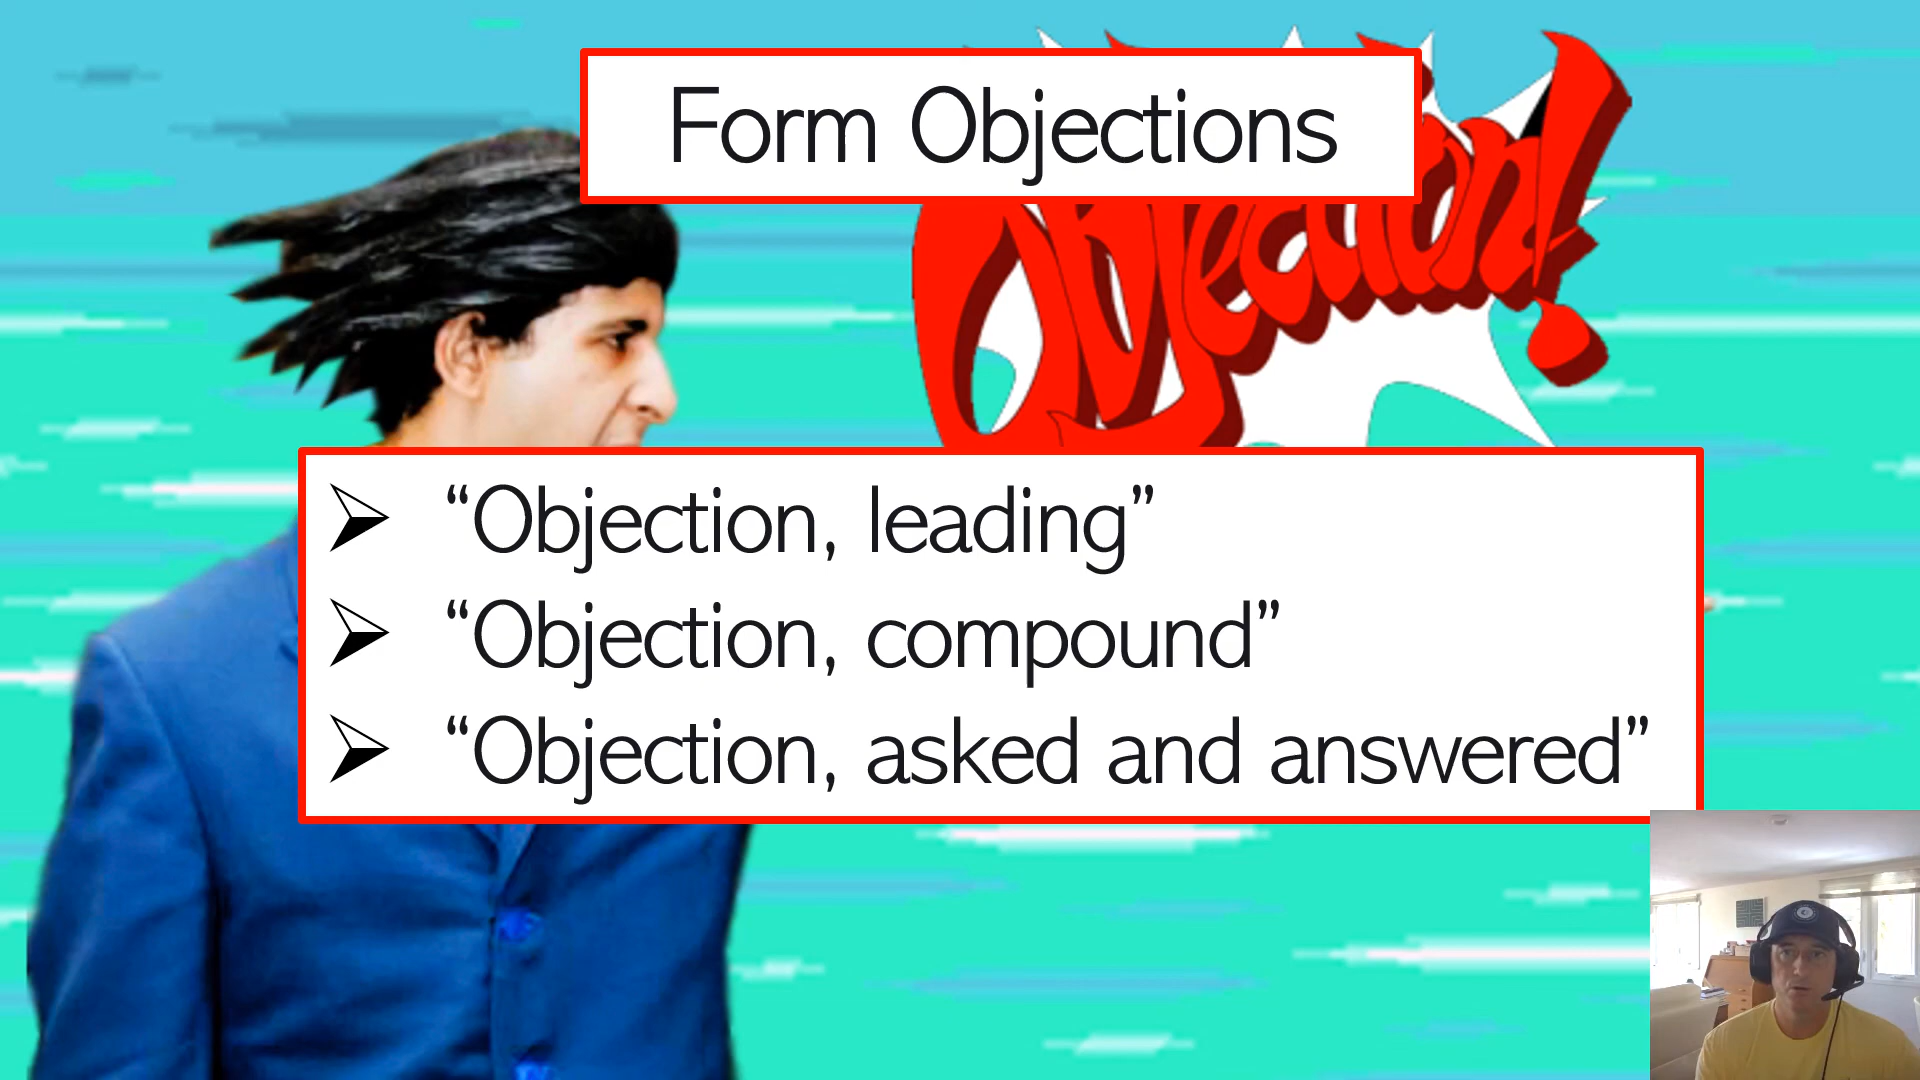 Form Objections
Objection!
“Objection, leading”
“Objection, compound”
“Objection, asked and answered”